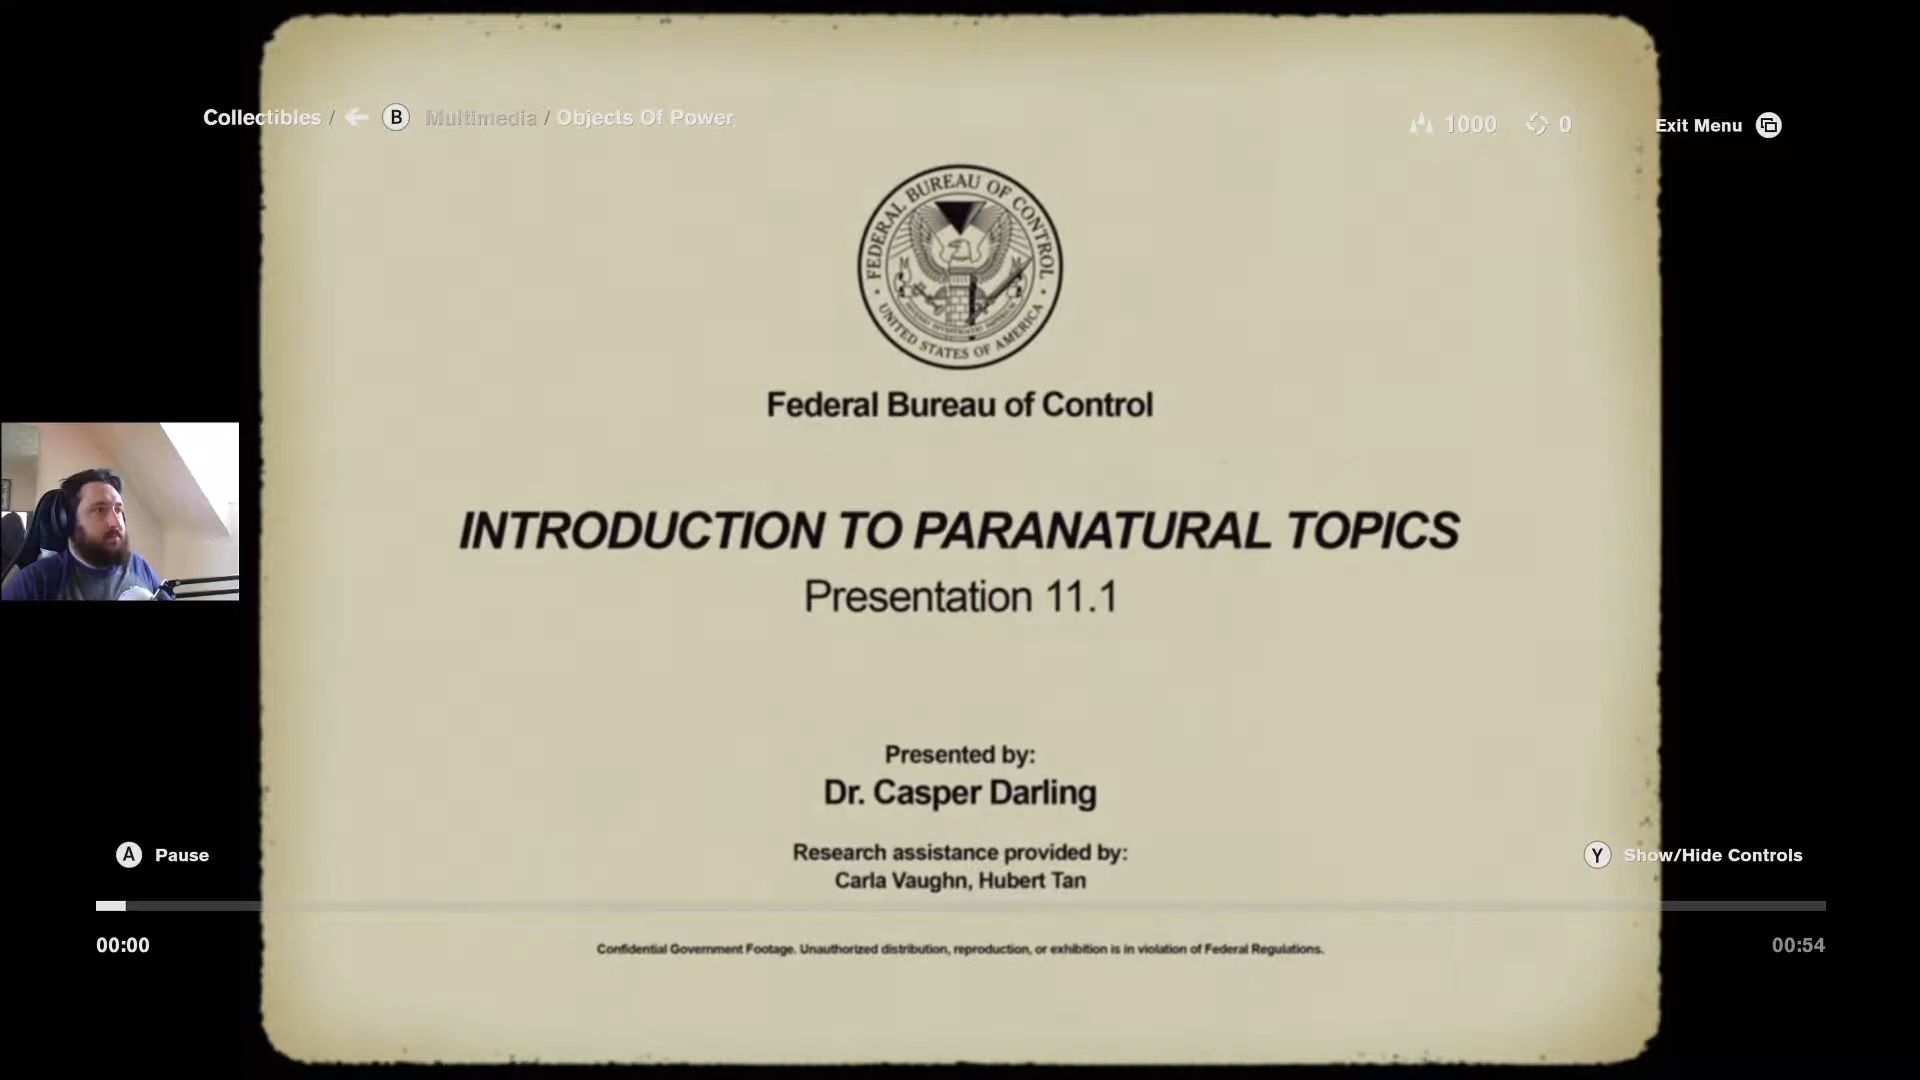 Collectibles / B Multimedia / Objects Of Power
1000 0 Exit Menu
FEDERAL BUREAU OF CONTROL
UNITED STATES OF AMERICA
Federal Bureau of Control
INTRODUCTION TO PARANATURAL TOPICS
Presentation 11.1
Presented by:
Dr. Casper Darling
A Pause
Y Show/Hide Controls
Research assistance provided by:
Carla Vaughn, Hubert Tan
00:00
00:54
Confidential Government Footage. Unauthorized distribution, reproduction, or exhibition is in violation of Federal Regulations.